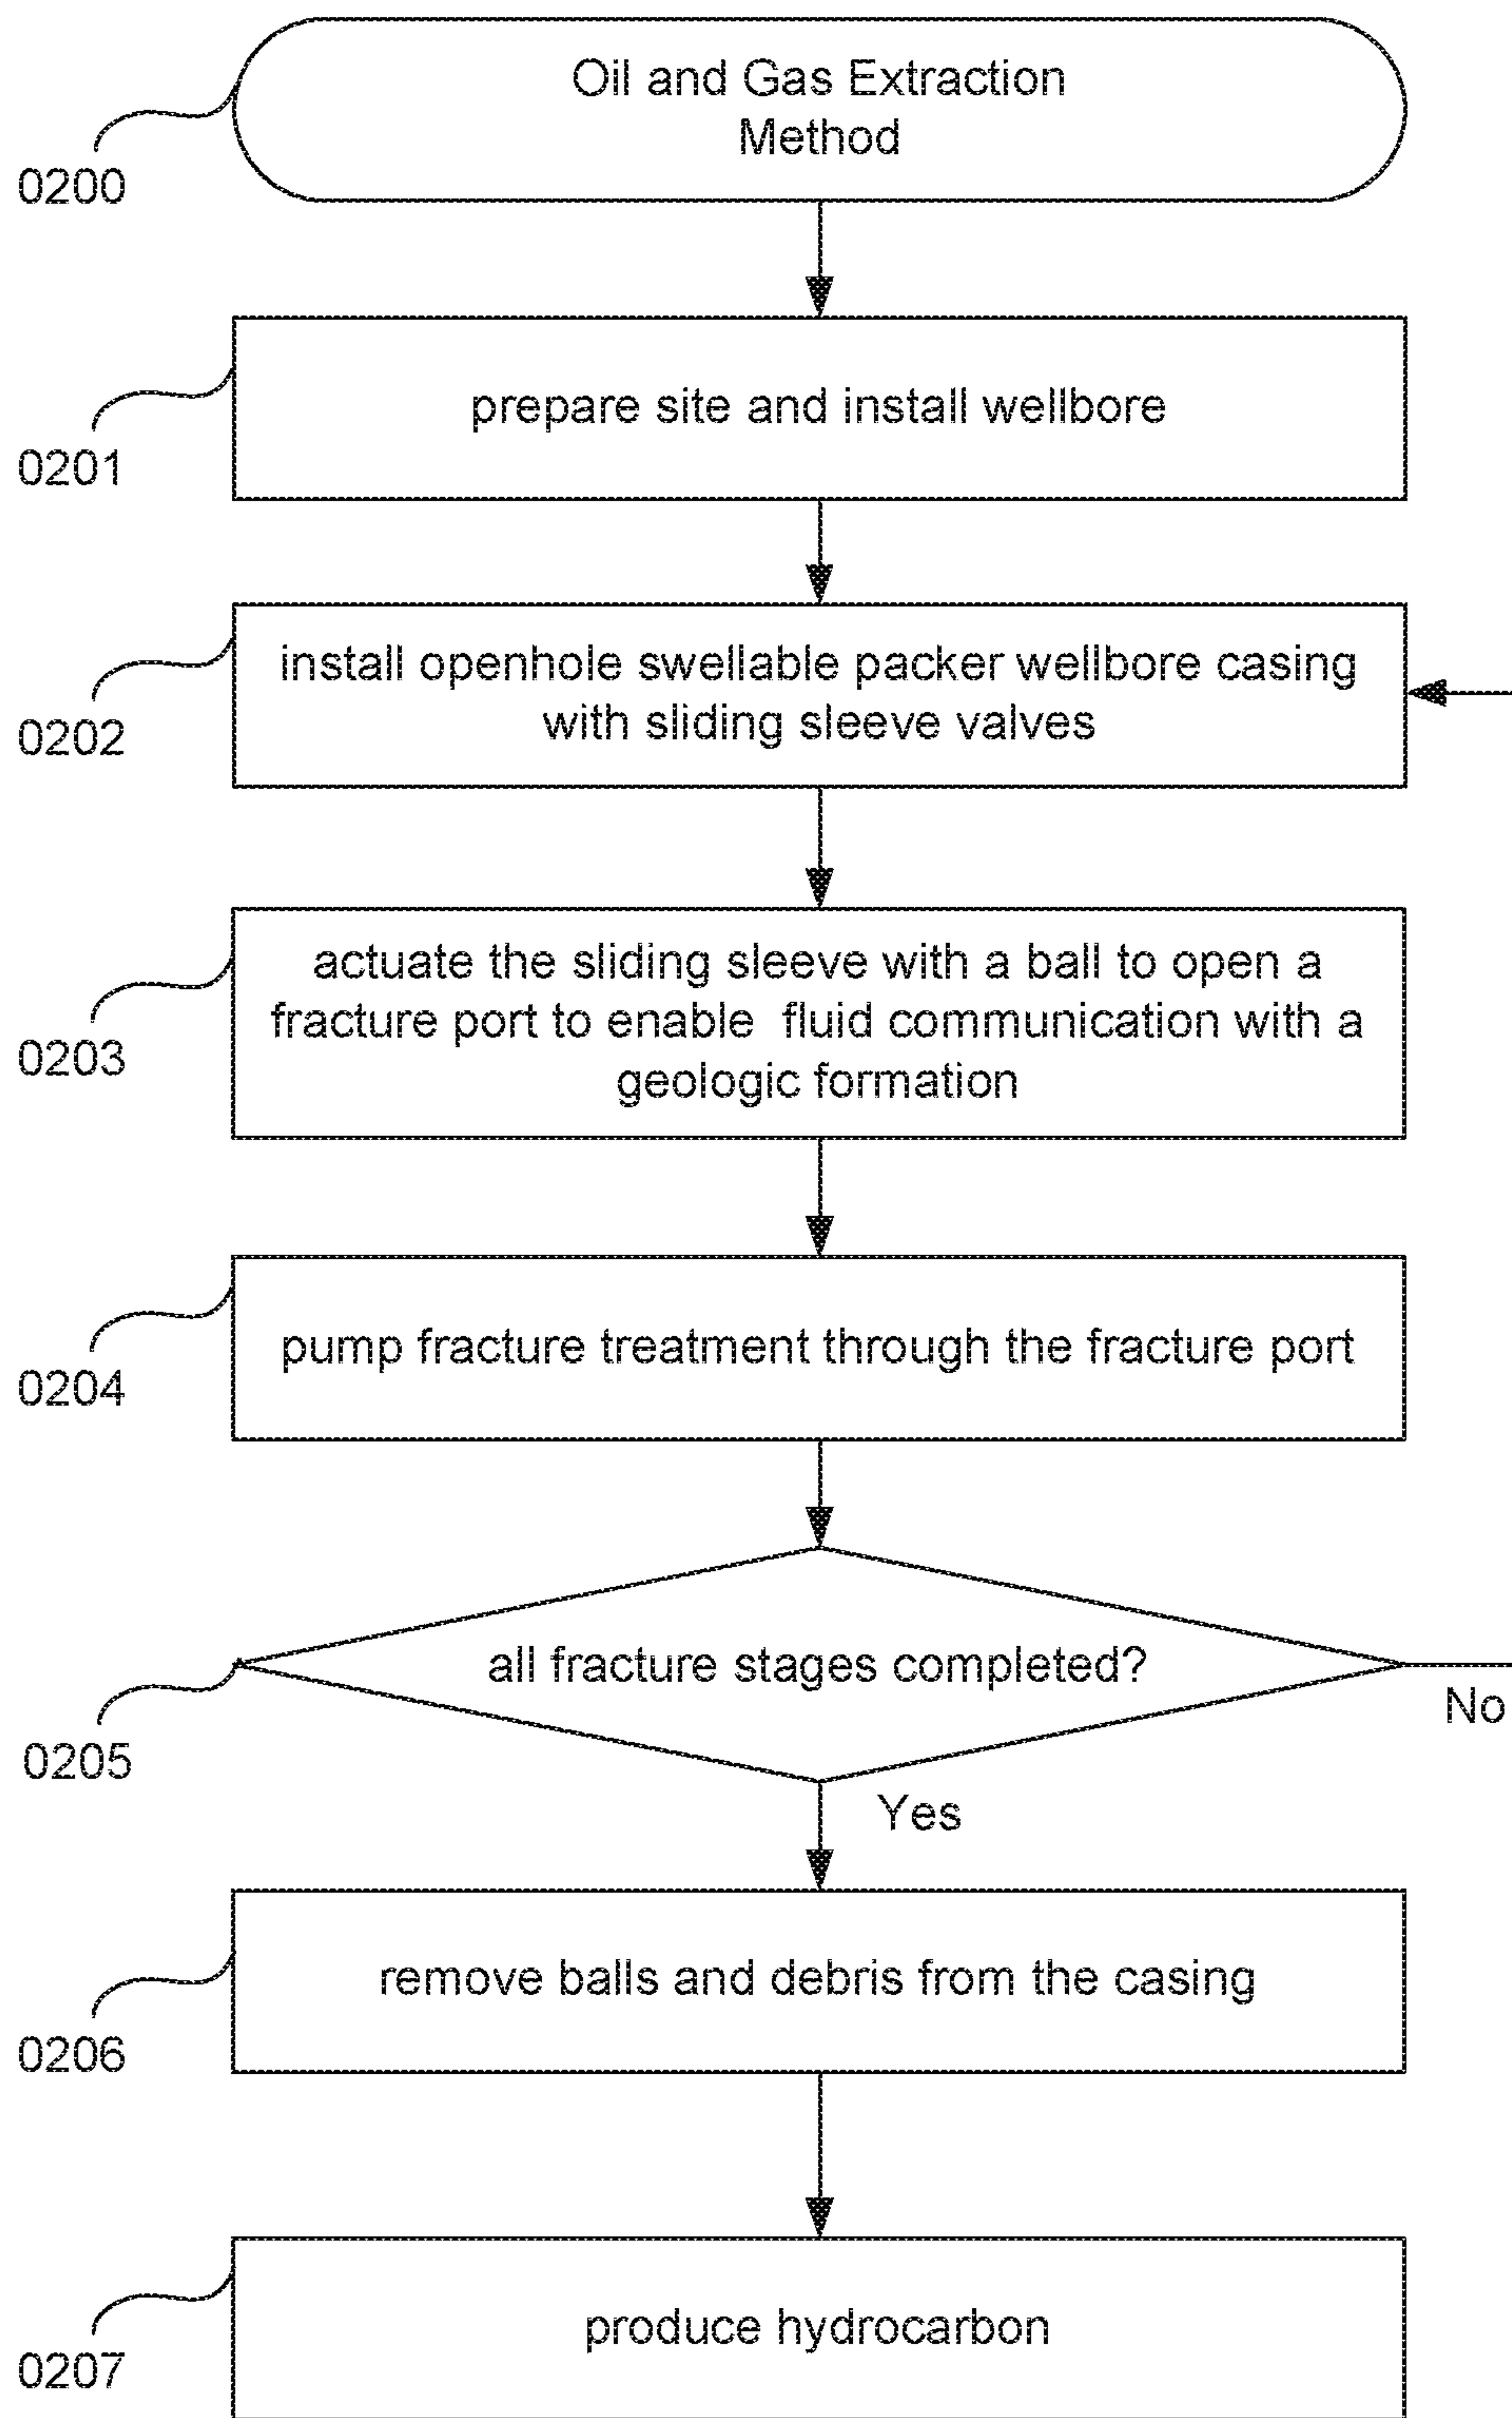 Oil and Gas Extraction
Method
0200
prepare site and install wellbore
0201
install openhole swellable packer wellbore casing
with sliding sleeve valves
0202
actuate the sliding sleeve with a ball to open a
fracture port to enable fluid communication with a
geologic formation
0203
pump fracture treatment through the fracture port
0204
all fracture stages completed?
No
0205
Yes
remove balls and debris from the casing
0206
produce hydrocarbon
0207